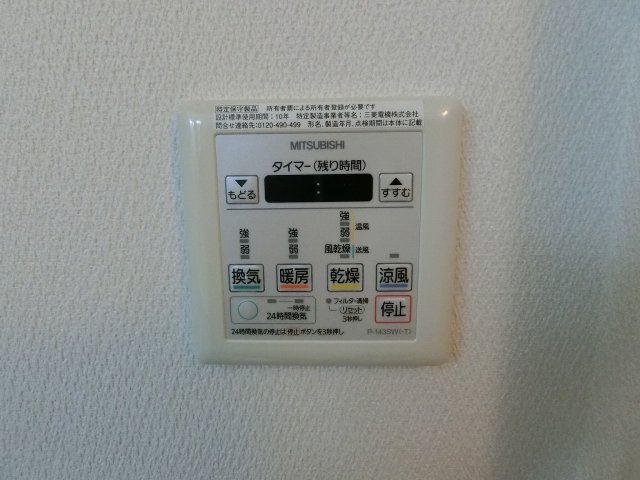 特定保守製品 所有者票による所有者登録が必要です
設計標準使用期間：10年 特定製造事業者等名：三菱電機株式会社
問合せ連絡先:0120-490-499 形名、製造年月、点検期間は本体に記載
MITSUBISHI
タイマー(残り時間)
▼ もどる
:
▲ すすむ
強 強 強 温風
弱 弱 弱
風乾燥 送風
換気 暖房 乾燥 涼風
一時停止
24時間換気
フィルター清掃
(リセット)
3秒押し
停止
24時間換気の停止は 停止ボタンを3秒押し
P-143SW(-T)